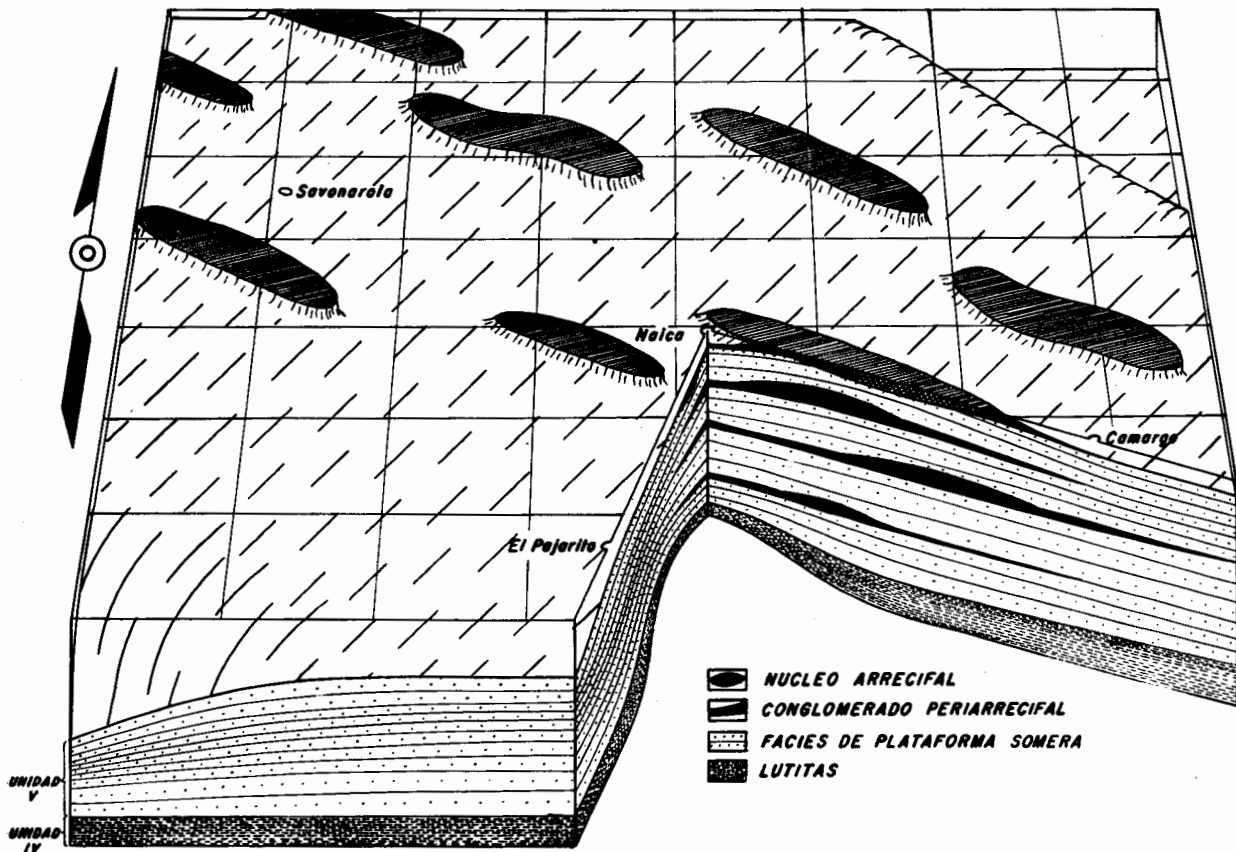 Savonarola
Naica
Camargo
El Pajarito
NUCLEO ARRECIFAL
CONGLOMERADO PERIARRECIFAL
FACIES DE PLATAFORMA SOMERA
LUTITAS
UNIDAD
V
UNIDAD
IV